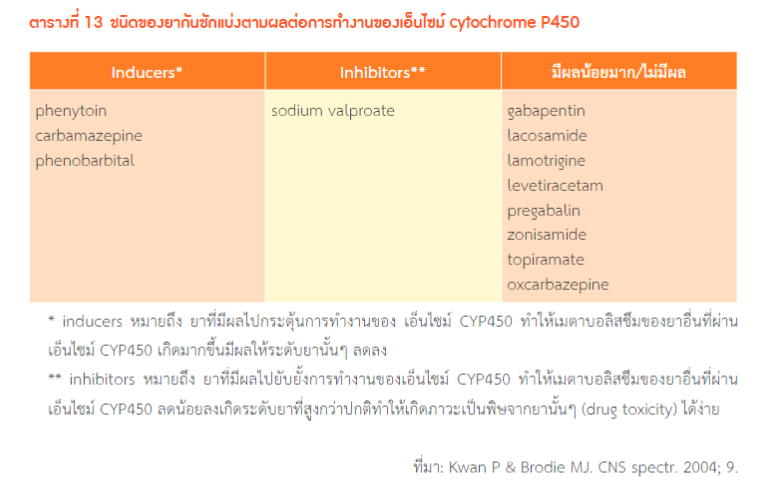 ตารางที่ 13 ชนิดของยากันชักแบ่งตามผลต่อการทำงานของเอ็นไซม์ cytochrome P450
Inducers* Inhibitors** มีผลน้อยมาก/ไม่มีผล
phenytoin sodium valproate gabapentin
carbamazepine lacosamide
phenobarbital lamotrigine
levetiracetam
pregabalin
zonisamide
topiramate
oxcarbazepine
* inducers หมายถึง ยาที่มีผลไปกระตุ้นการทำงานของ เอ็นไซม์ CYP450 ทำให้เมตาบอลิสซึมของยาอื่นที่ผ่าน
เอ็นไซม์ CYP450 เกิดมากขึ้นมีผลให้ระดับยานั้นๆ ลดลง
** inhibitors หมายถึง ยาที่มีผลไปยับยั้งการทำงานของเอ็นไซม์ CYP450 ทำให้เมตาบอลิสซึมของยาอื่นที่ผ่าน
เอ็นไซม์ CYP450 ลดน้อยลงเกิดระดับยาที่สูงกว่าปกติทำให้เกิดภาวะเป็นพิษจากยานั้นๆ (drug toxicity) ได้ง่าย
ที่มา: Kwan P & Brodie MJ. CNS spectr. 2004; 9.